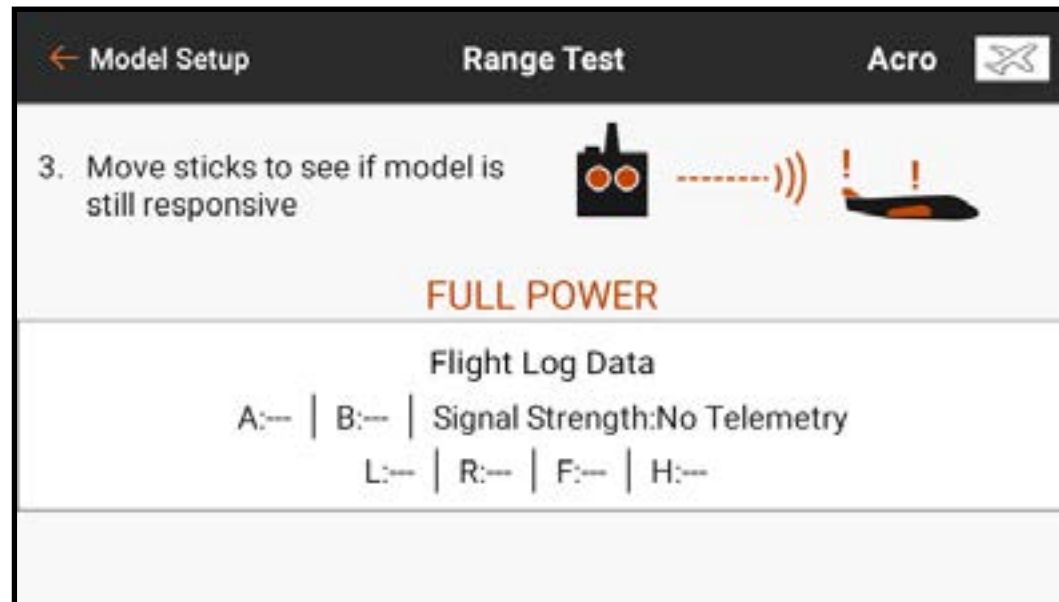 ← Model Setup Range Test Acro
3. Move sticks to see if model is
still responsive
FULL POWER
Flight Log Data
A:--- | B:--- | Signal Strength:No Telemetry
L:--- | R:--- | F:--- | H:---